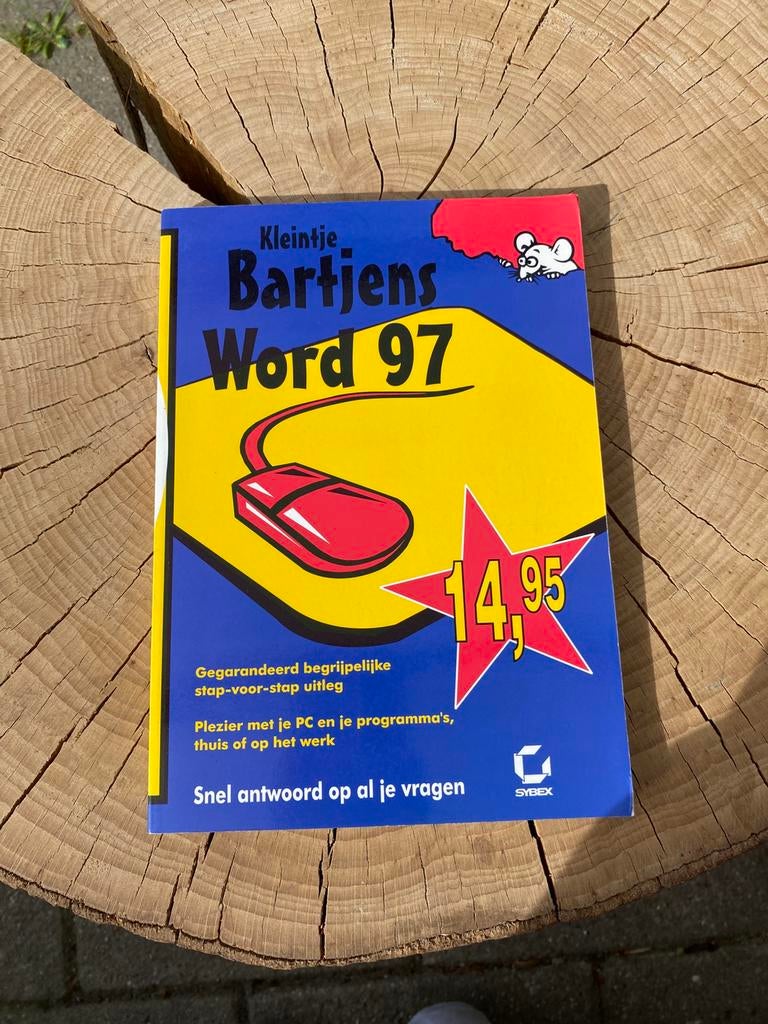 Kleintje
Bartjens
Word 97
14,95
Gegarandeerd begrijpelijke
stap-voor-stap uitleg
Plezier met je PC en je programma's,
thuis of op het werk
Snel antwoord op al je vragen
SYBEX